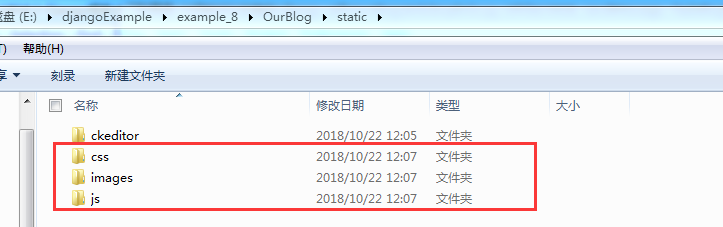 盘 (E:) ▸ djangoExample ▸ example_8 ▸ OurBlog ▸ static ▸
T) 帮助(H)
享 ▼ 刻录 新建文件夹
名称 修改日期 类型 大小
ckeditor 2018/10/22 12:05 文件夹
css 2018/10/22 12:07 文件夹
images 2018/10/22 12:07 文件夹
js 2018/10/22 12:07 文件夹